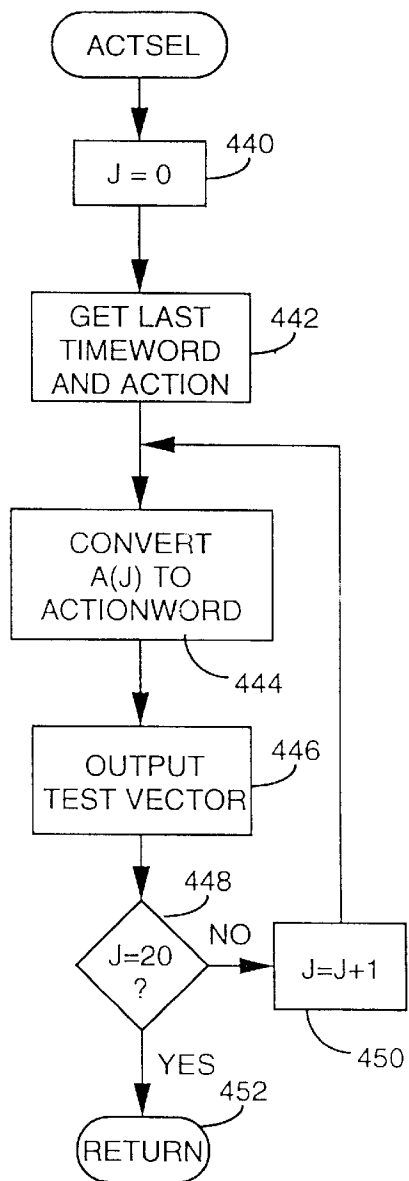 ACTSEL
J = 0
440
GET LAST
TIMEWORD
AND ACTION
442
CONVERT
A(J) TO
ACTIONWORD
444
OUTPUT
TEST VECTOR
446
448
J=20
?
NO
J=J+1
450
YES
452
RETURN